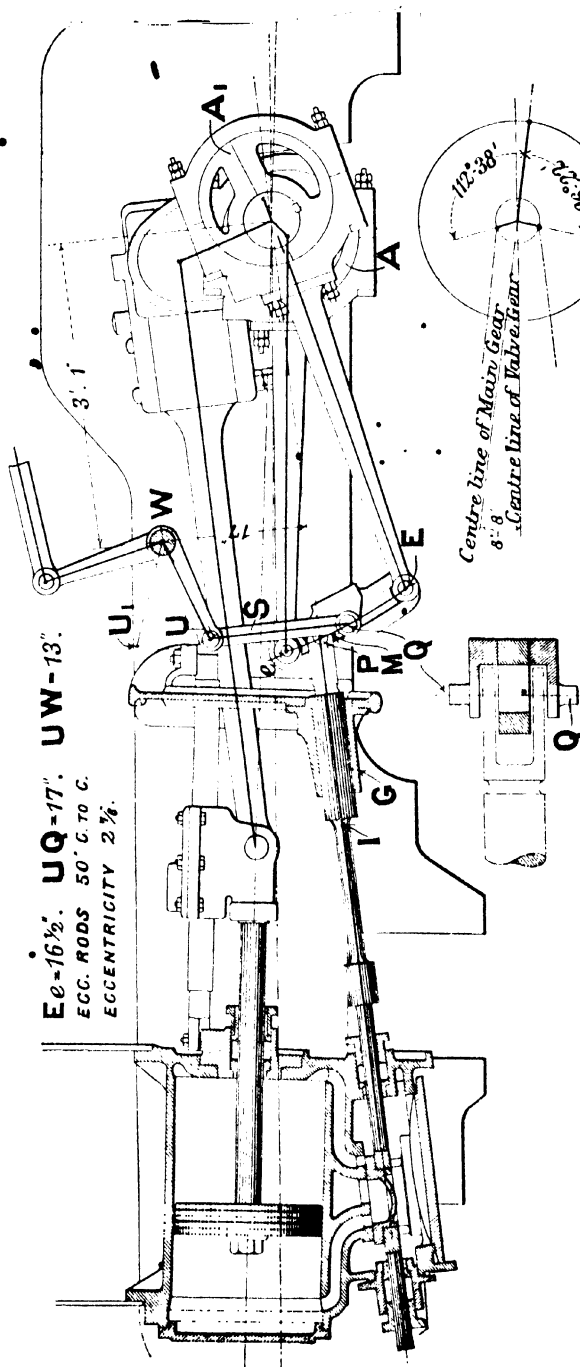 Ee=16½". UQ=17". UW=13".
ECC. RODS 50" C. TO C.
ECCENTRICITY 2⅞.
3'.1"
17"
A₁
A
W
U₁
U
S
e
E
P
M
Q
G
I
112°-38'
Centre line of Main Gear
8°8'
Centre line of Valve Gear
Q